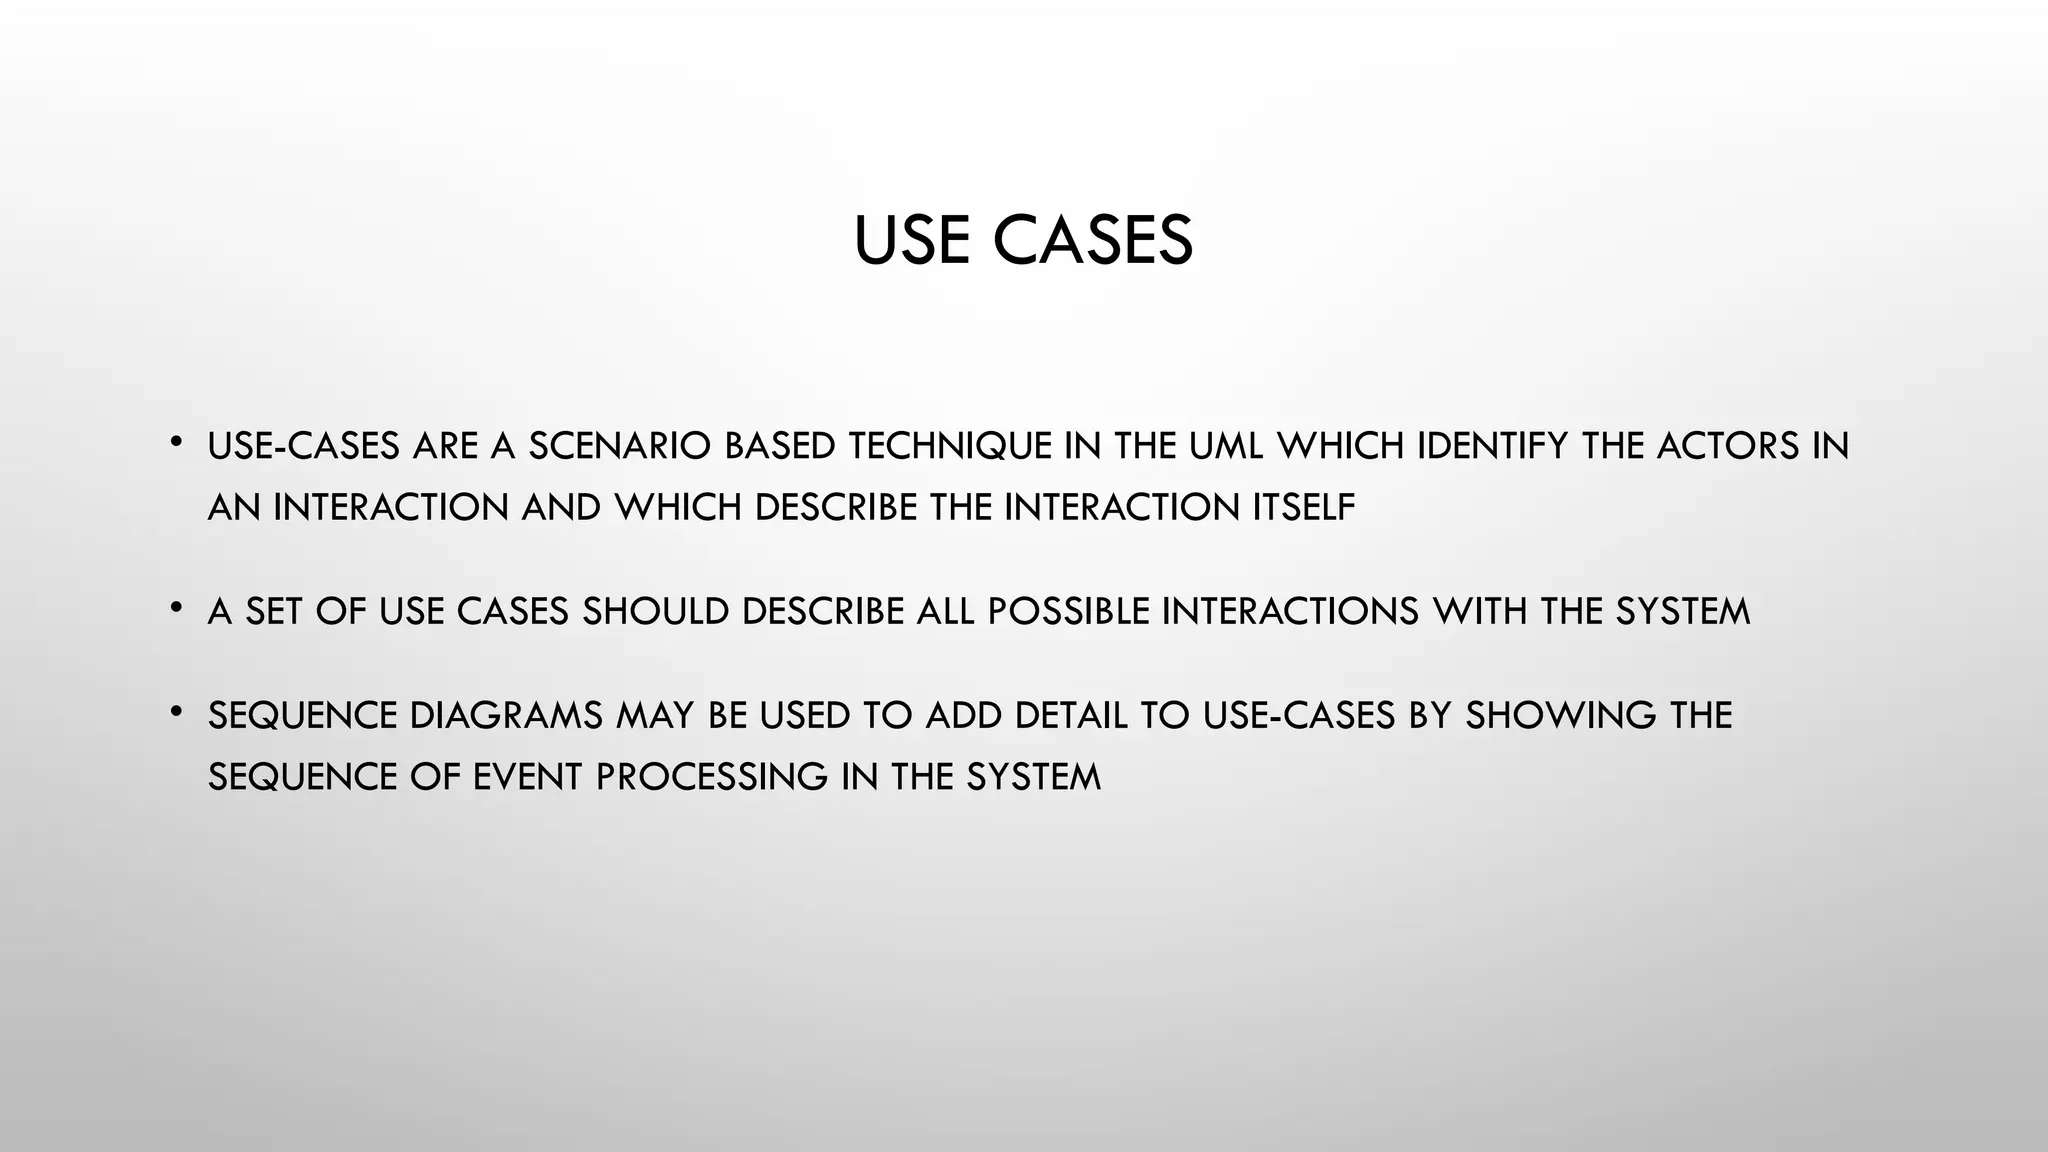 USE CASES
• USE-CASES ARE A SCENARIO BASED TECHNIQUE IN THE UML WHICH IDENTIFY THE ACTORS IN
AN INTERACTION AND WHICH DESCRIBE THE INTERACTION ITSELF
• A SET OF USE CASES SHOULD DESCRIBE ALL POSSIBLE INTERACTIONS WITH THE SYSTEM
• SEQUENCE DIAGRAMS MAY BE USED TO ADD DETAIL TO USE-CASES BY SHOWING THE
SEQUENCE OF EVENT PROCESSING IN THE SYSTEM